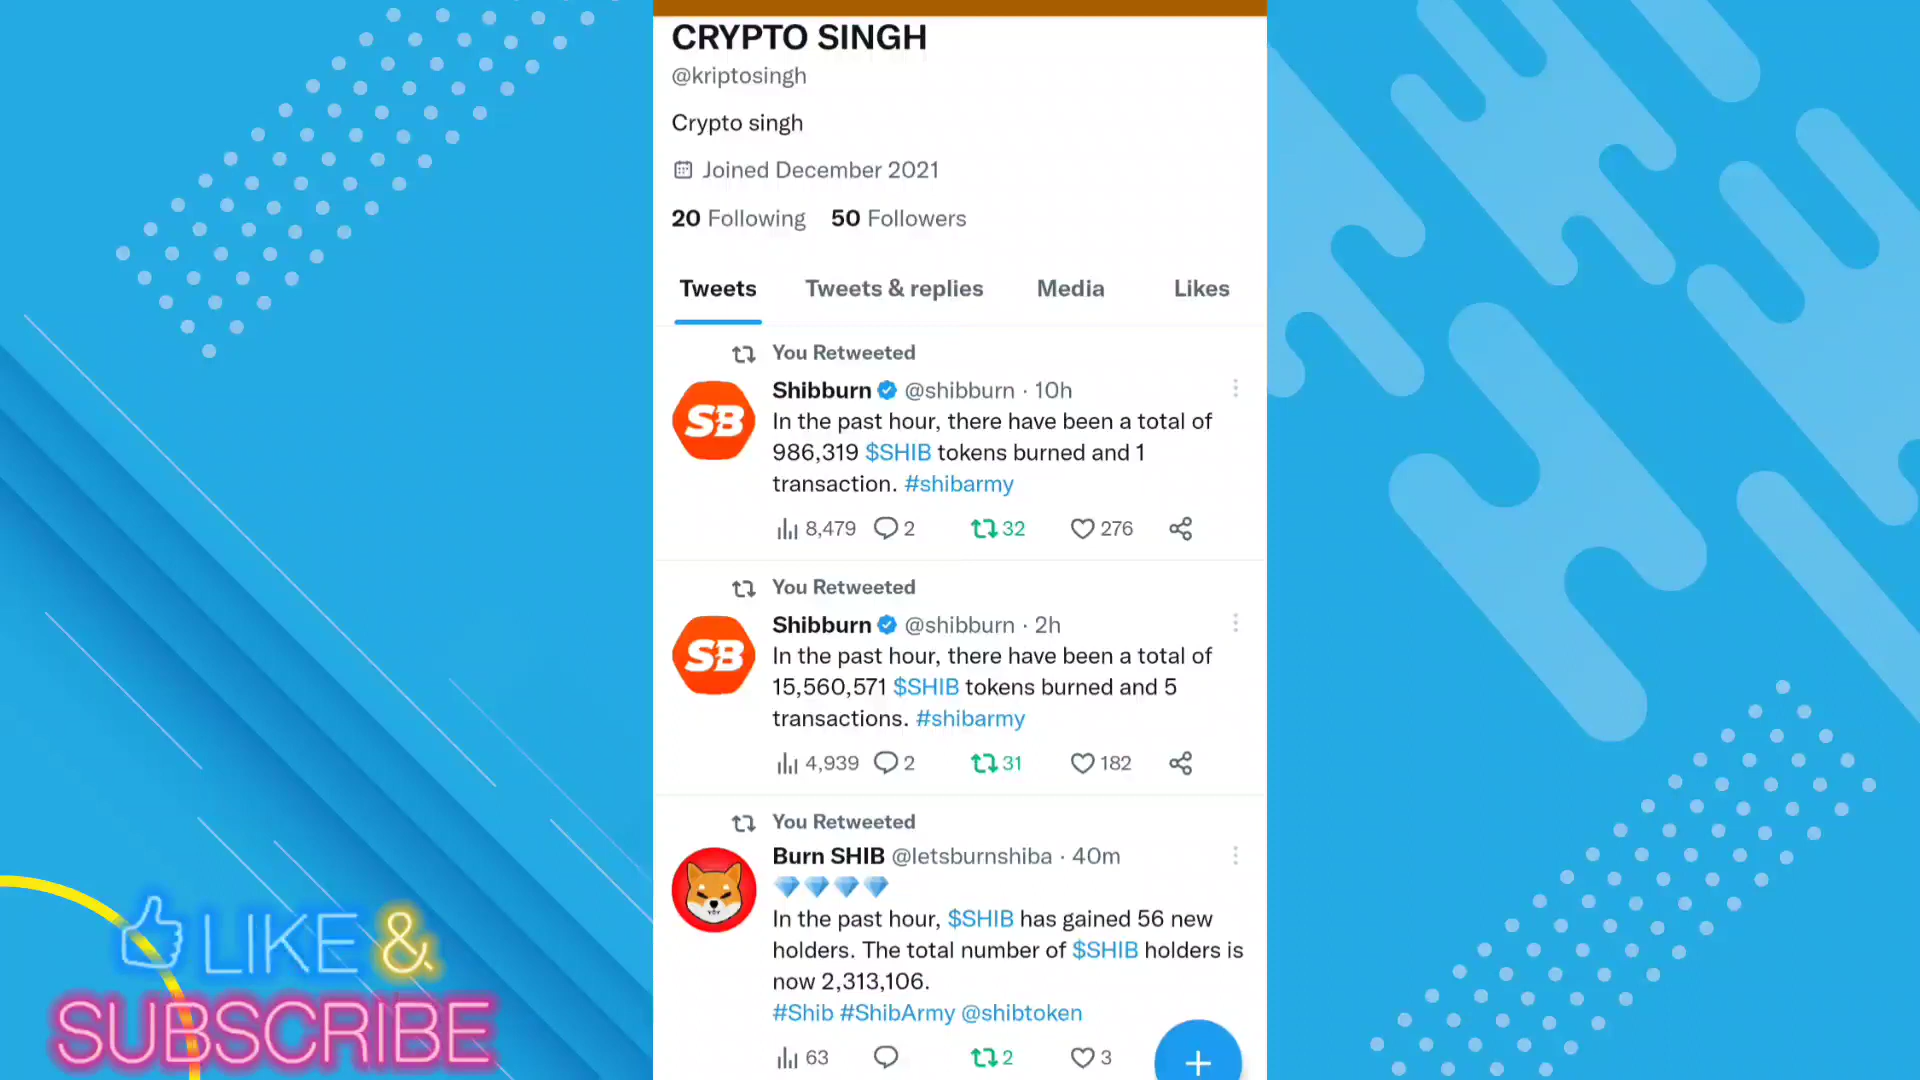 CRYPTO SINGH
@kriptosingh
Crypto singh
Joined December 2021
20 Following 50 Followers
Tweets Tweets & replies Media Likes
You Retweeted
Shibburn @shibburn · 10h
SB
In the past hour, there have been a total of
986,319 $SHIB tokens burned and 1
transaction. #shibarmy
8,479 2 32 276
You Retweeted
Shibburn @shibburn · 2h
SB
In the past hour, there have been a total of
15,560,571 $SHIB tokens burned and 5
transactions. #shibarmy
4,939 2 31 182
You Retweeted
Burn SHIB @letsburnshiba · 40m
In the past hour, $SHIB has gained 56 new
holders. The total number of $SHIB holders is
now 2,313,106.
#Shib #ShibArmy @shibtoken
63 2 3
LIKE &
SUBSCRIBE